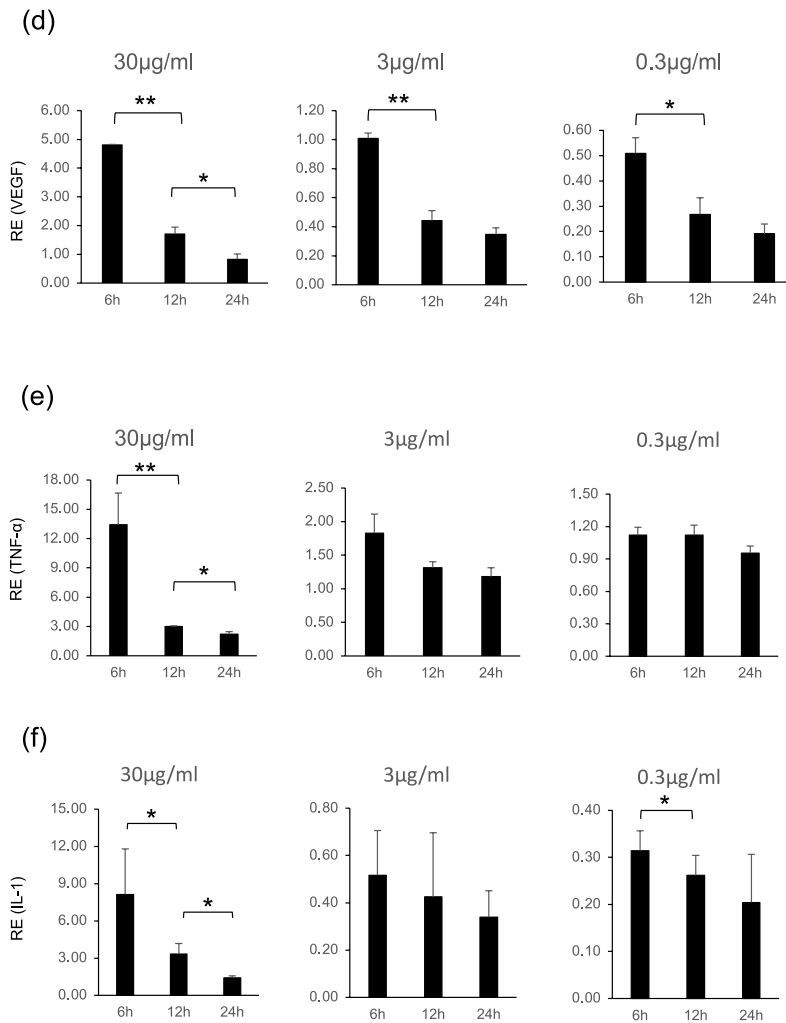 (d)
30µg/ml
3µg/ml
0.3µg/ml
RE (VEGF)
6.00
5.00
4.00
3.00
2.00
1.00
0.00
**
*
6h 12h 24h
1.20
1.00
0.80
0.60
0.40
0.20
0.00
**
6h 12h 24h
0.60
0.50
0.40
0.30
0.20
0.10
0.00
*
6h 12h 24h
(e)
30µg/ml
3µg/ml
0.3µg/ml
RE (TNF-α)
18.00
15.00
12.00
9.00
6.00
3.00
0.00
**
*
6h 12h 24h
2.50
2.00
1.50
1.00
0.50
0.00
6h 12h 24h
1.50
1.20
0.90
0.60
0.30
0.00
6h 12h 24h
(f)
30µg/ml
3µg/ml
0.3µg/ml
RE (IL-1)
15.00
12.00
9.00
6.00
3.00
0.00
*
*
6h 12h 24h
0.80
0.60
0.40
0.20
0.00
6h 12h 24h
0.40
0.30
0.20
0.10
0.00
*
6h 12h 24h